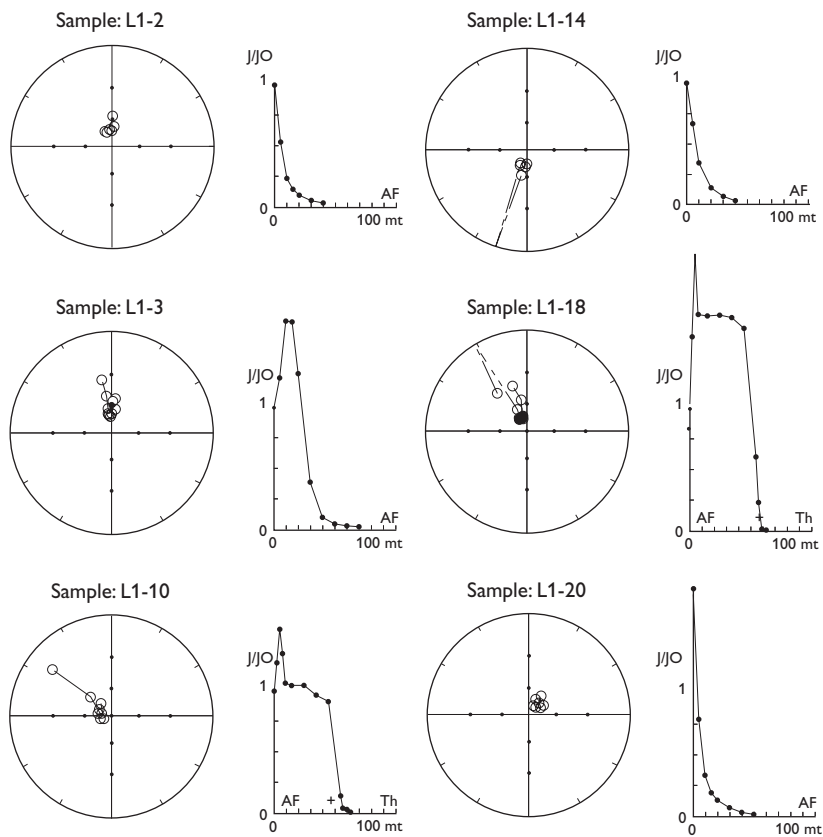 Sample: L1-2
J/JO
1
0
AF
0
100 mt
Sample: L1-14
J/JO
1
0
AF
0
100 mt
Sample: L1-3
J/JO
1
0
AF
0
100 mt
Sample: L1-18
J/JO
1
0
AF
+
Th
0
100 mt
Sample: L1-10
J/JO
1
0
AF
+
Th
0
100 mt
Sample: L1-20
J/JO
1
0
AF
0
100 mt